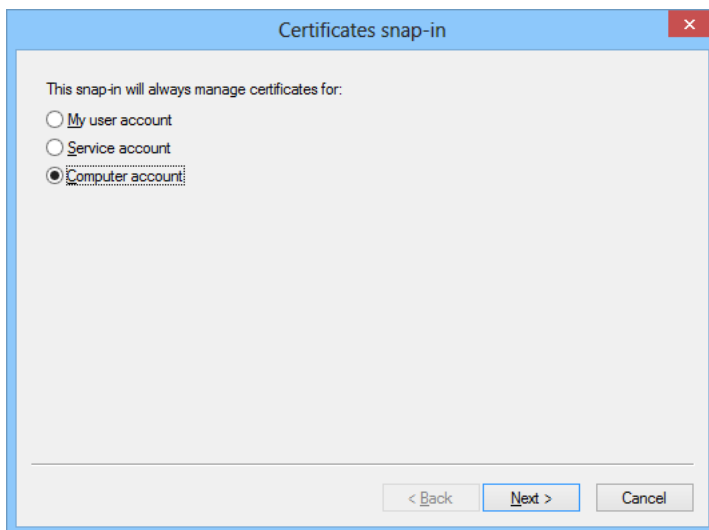 Certificates snap-in
This snap-in will always manage certificates for:
My user account
Service account
Computer account
< Back Next > Cancel